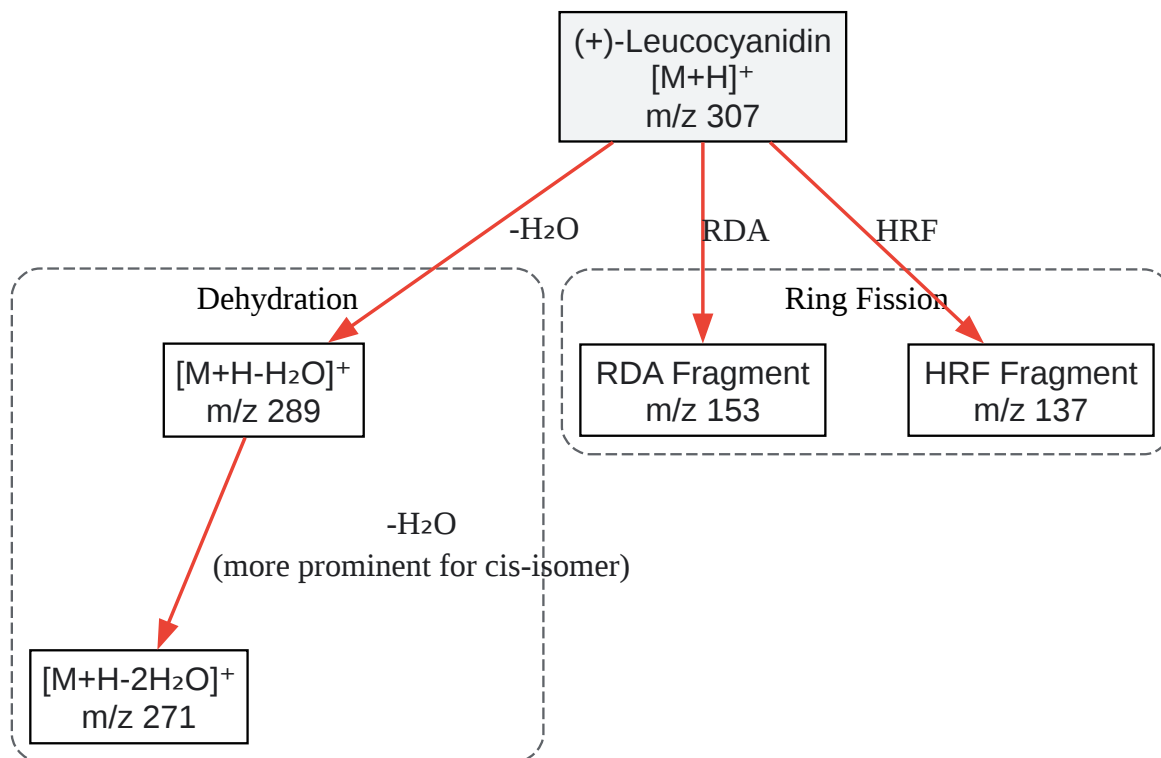 (+)-Leucocyanidin
[M+H]⁺
m/z 307
-H₂O
RDA
HRF
Dehydration
Ring Fission
[M+H-H₂O]⁺
m/z 289
RDA Fragment
m/z 153
HRF Fragment
m/z 137
-H₂O
(more prominent for cis-isomer)
[M+H-2H₂O]⁺
m/z 271